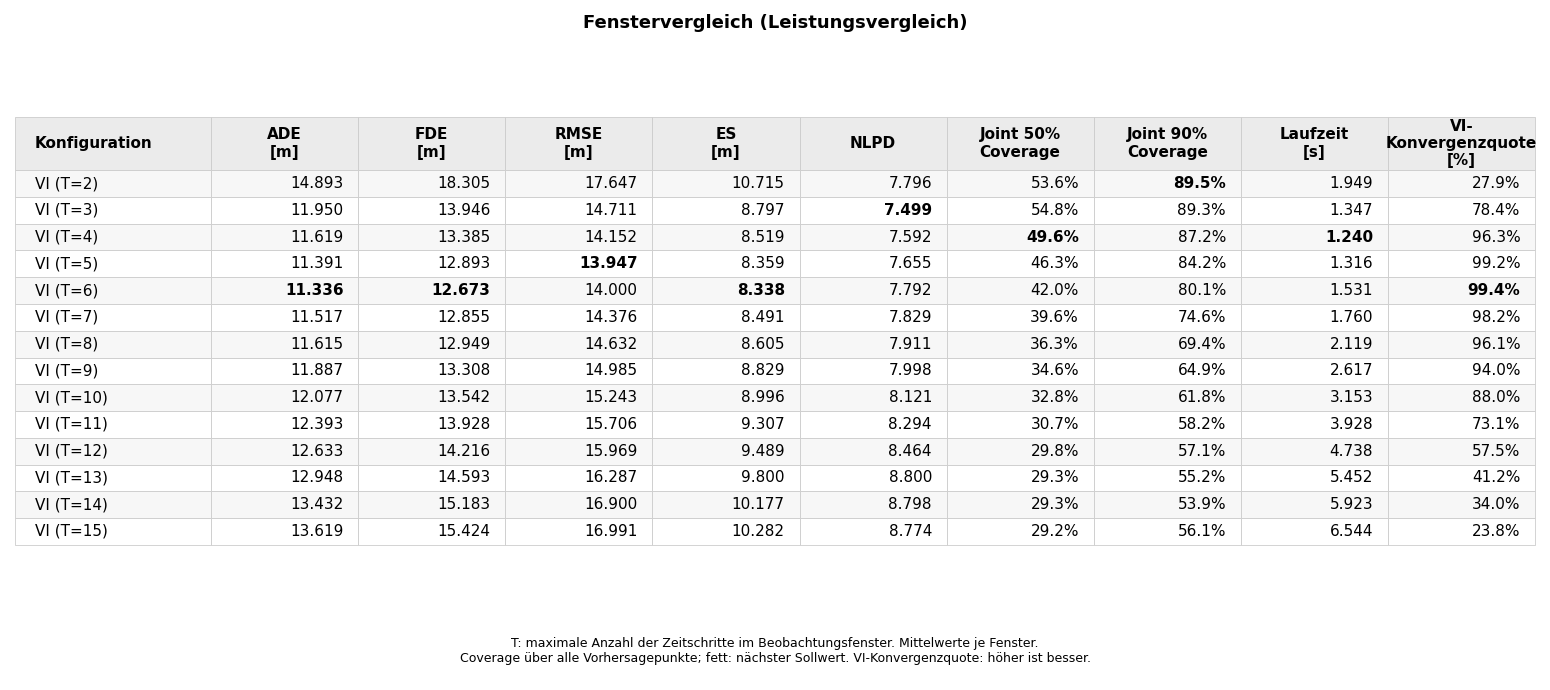 Fenstervergleich (Leistungsvergleich)
Konfiguration ADE [m] FDE [m] RMSE [m] ES [m] NLPD Joint 50% Coverage Joint 90% Coverage Laufzeit [s] VI-Konvergenzquote [%]
VI (T=2) 14.893 18.305 17.647 10.715 7.796 53.6% 89.5% 1.949 27.9%
VI (T=3) 11.950 13.946 14.711 8.797 7.499 54.8% 89.3% 1.347 78.4%
VI (T=4) 11.619 13.385 14.152 8.519 7.592 49.6% 87.2% 1.240 96.3%
VI (T=5) 11.391 12.893 13.947 8.359 7.655 46.3% 84.2% 1.316 99.2%
VI (T=6) 11.336 12.673 14.000 8.338 7.792 42.0% 80.1% 1.531 99.4%
VI (T=7) 11.517 12.855 14.376 8.491 7.829 39.6% 74.6% 1.760 98.2%
VI (T=8) 11.615 12.949 14.632 8.605 7.911 36.3% 69.4% 2.119 96.1%
VI (T=9) 11.887 13.308 14.985 8.829 7.998 34.6% 64.9% 2.617 94.0%
VI (T=10) 12.077 13.542 15.243 8.996 8.121 32.8% 61.8% 3.153 88.0%
VI (T=11) 12.393 13.928 15.706 9.307 8.294 30.7% 58.2% 3.928 73.1%
VI (T=12) 12.633 14.216 15.969 9.489 8.464 29.8% 57.1% 4.738 57.5%
VI (T=13) 12.948 14.593 16.287 9.800 8.800 29.3% 55.2% 5.452 41.2%
VI (T=14) 13.432 15.183 16.900 10.177 8.798 29.3% 53.9% 5.923 34.0%
VI (T=15) 13.619 15.424 16.991 10.282 8.774 29.2% 56.1% 6.544 23.8%
T: maximale Anzahl der Zeitschritte im Beobachtungsfenster. Mittelwerte je Fenster.
Coverage über alle Vorhersagepunkte; fett: nächster Sollwert. VI-Konvergenzquote: höher ist besser.